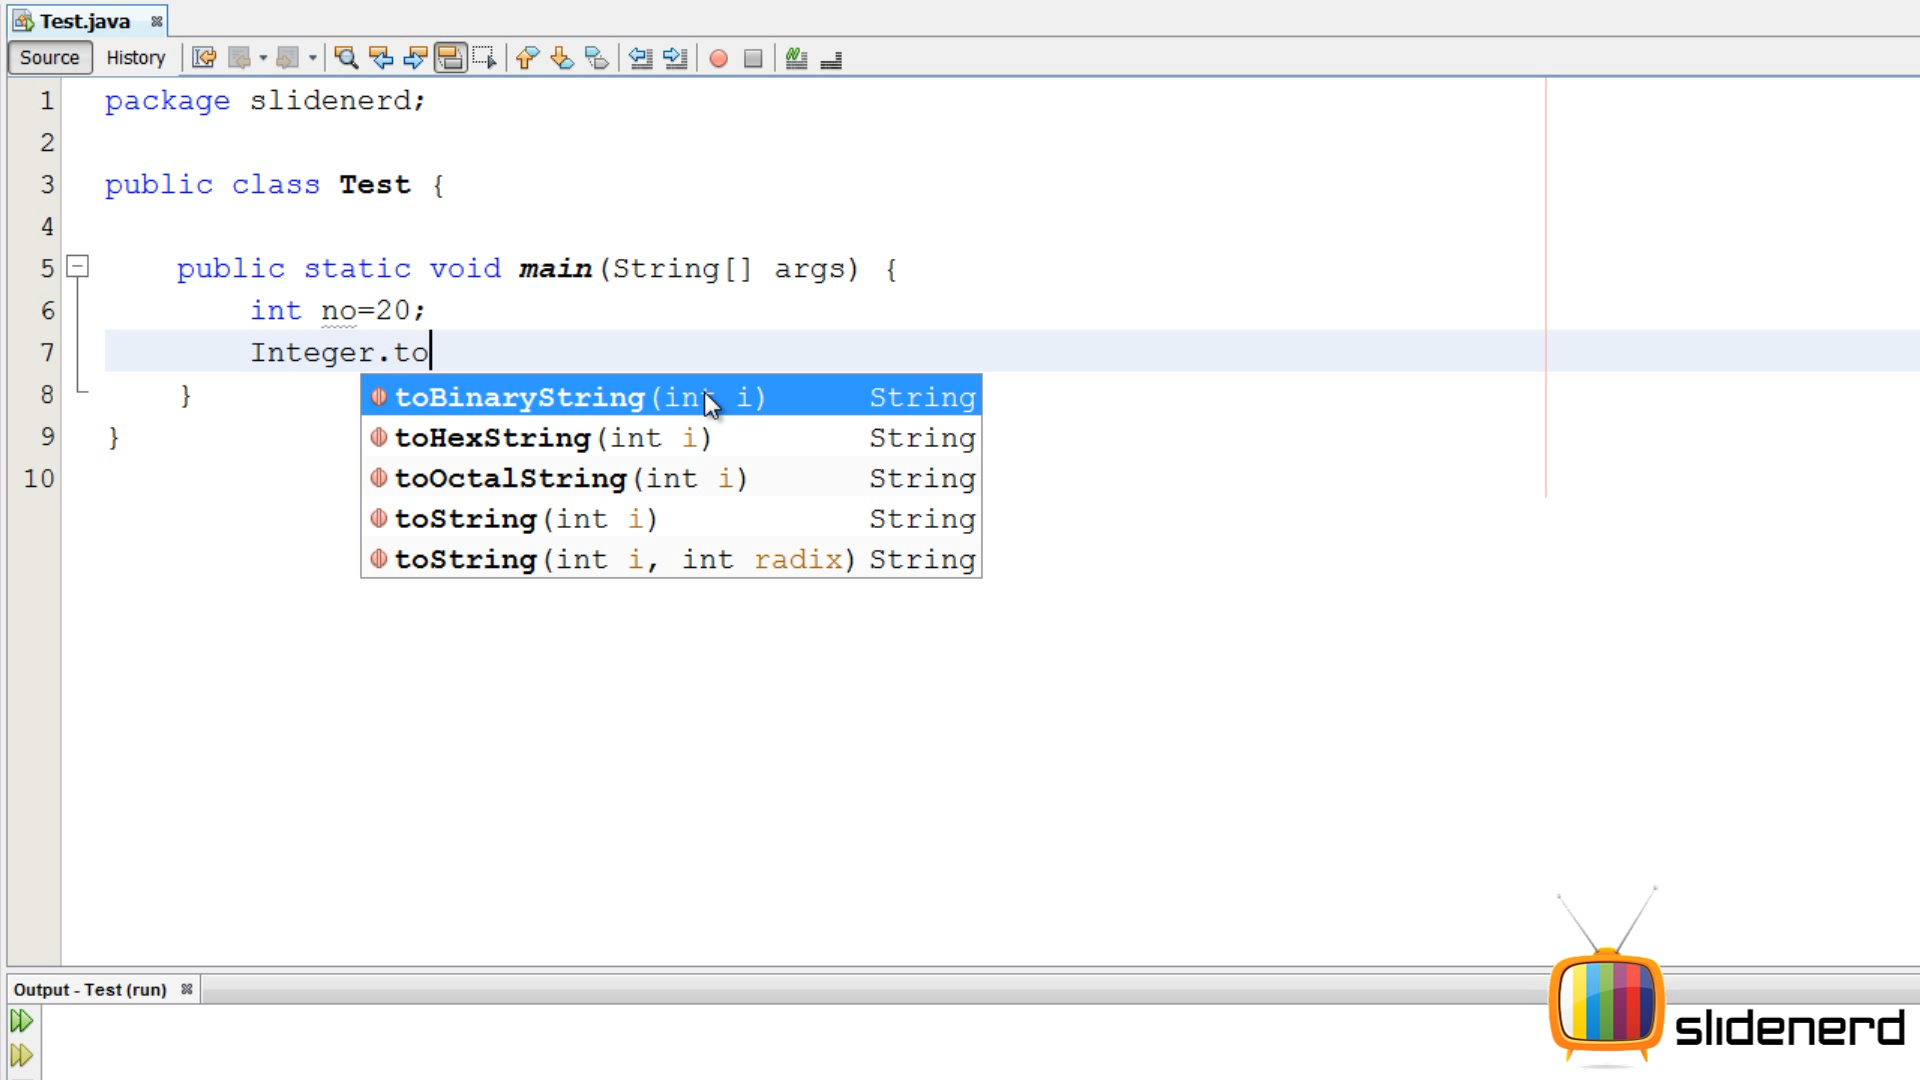 Test.java
Source History
1 package slidenerd;
2
3 public class Test {
4
5 public static void main(String[] args) {
6 int no=20;
7 Integer.to
8 }
9 }
10
toBinaryString(int i) String
toHexString(int i) String
toOctalString(int i) String
toString(int i) String
toString(int i, int radix) String
Output - Test (run)
slidenerd